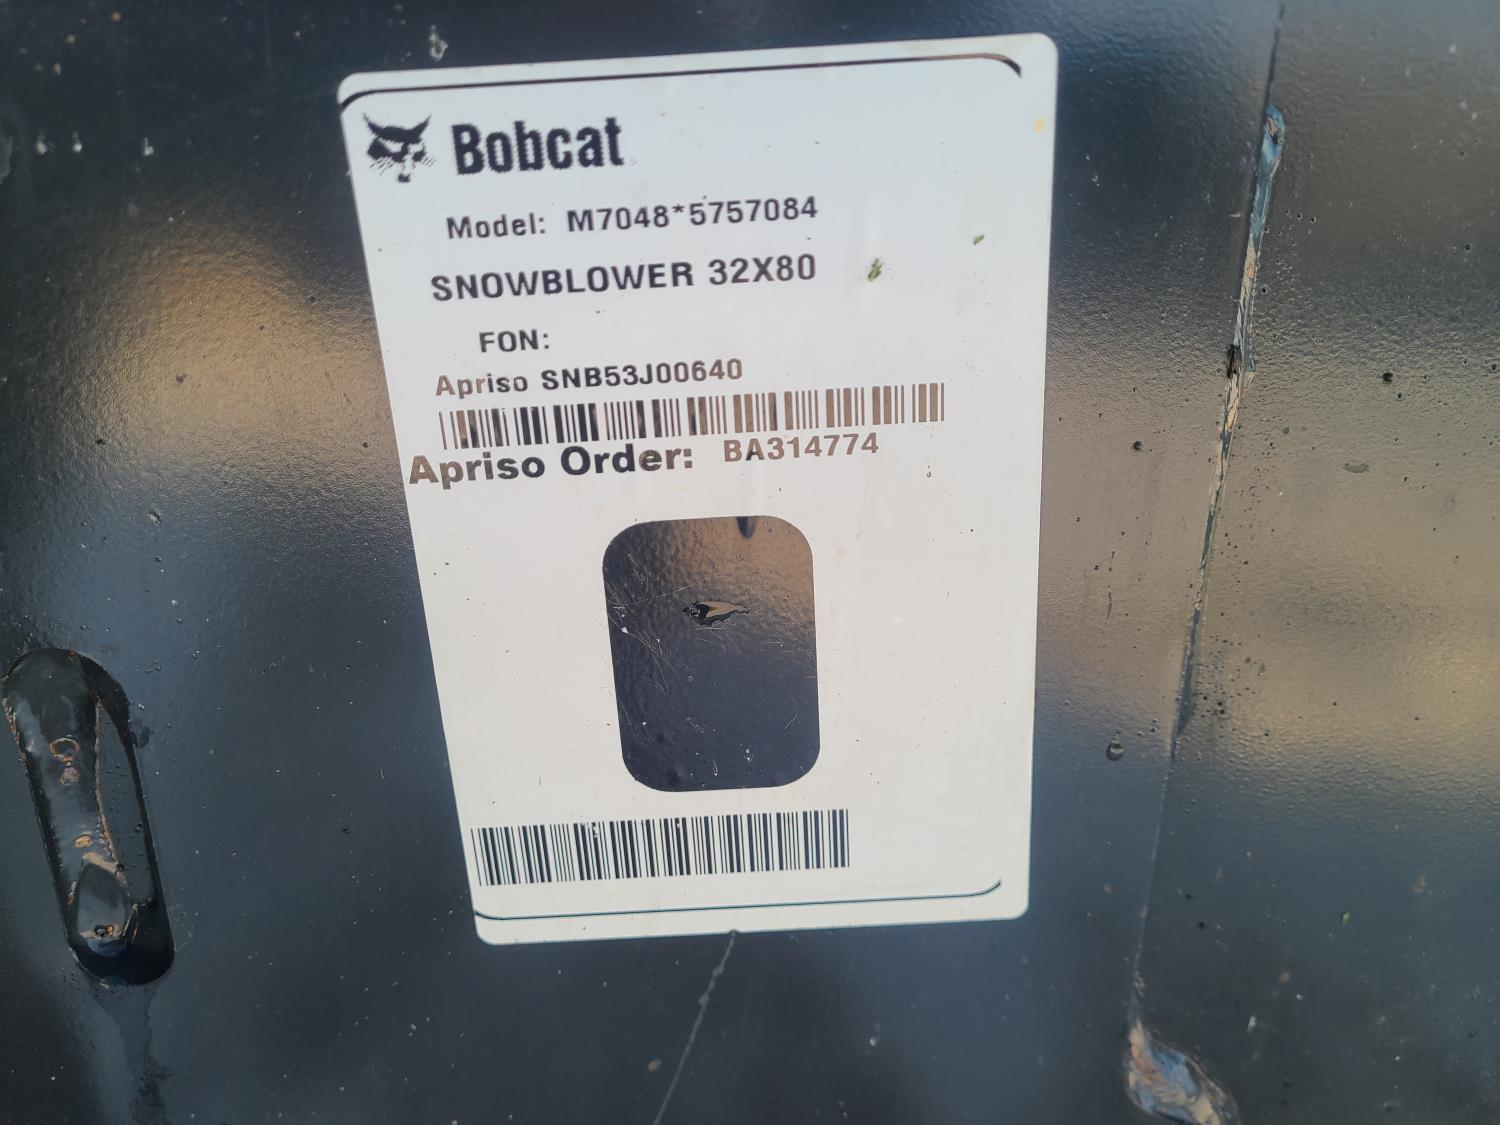 Bobcat
Model: M7048*5757084
SNOWBLOWER 32X80
FON:
Apriso SNB53J00640
Apriso Order: BA314774